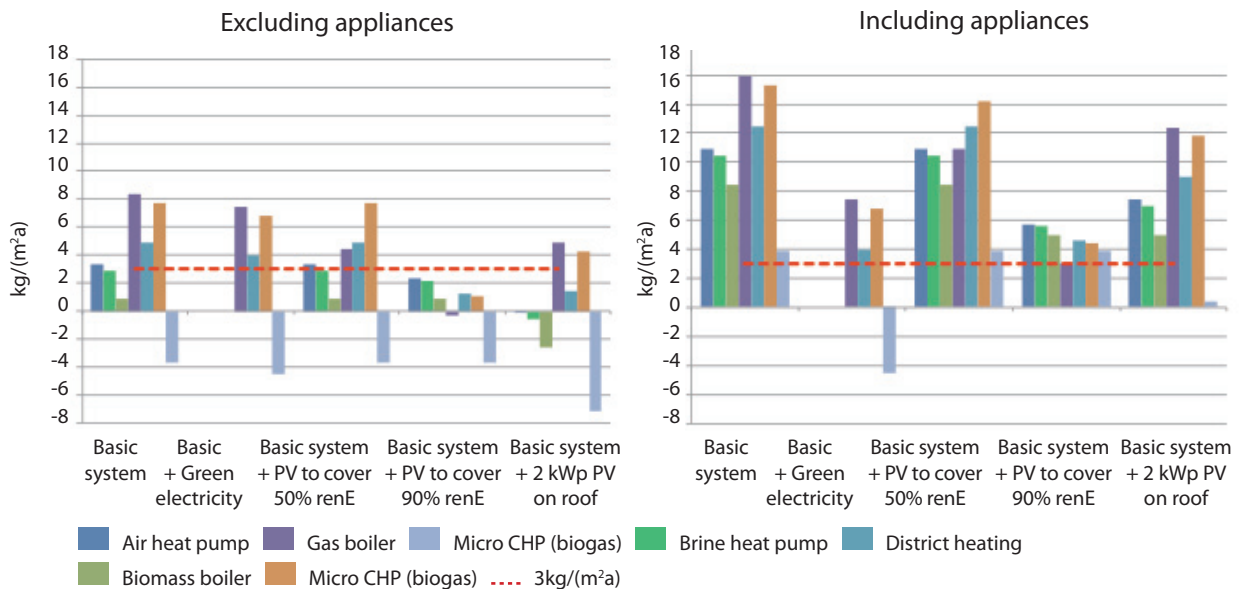 Excluding appliances
18
16
14
12
10
8
6
4
2
0
-2
-4
-6
-8
kg/(m²a)
Basic system
Basic + Green electricity
Basic system + PV to cover 50% renE
Basic system + PV to cover 90% renE
Basic system + 2 kWp PV on roof
Including appliances
18
16
14
12
10
8
6
4
2
0
-2
-4
-6
-8
kg/(m²a)
Basic system
Basic + Green electricity
Basic system + PV to cover 50% renE
Basic system + PV to cover 90% renE
Basic system + 2 kWp PV on roof
Air heat pump Gas boiler Micro CHP (biogas) Brine heat pump District heating
Biomass boiler Micro CHP (biogas) 3kg/(m²a)